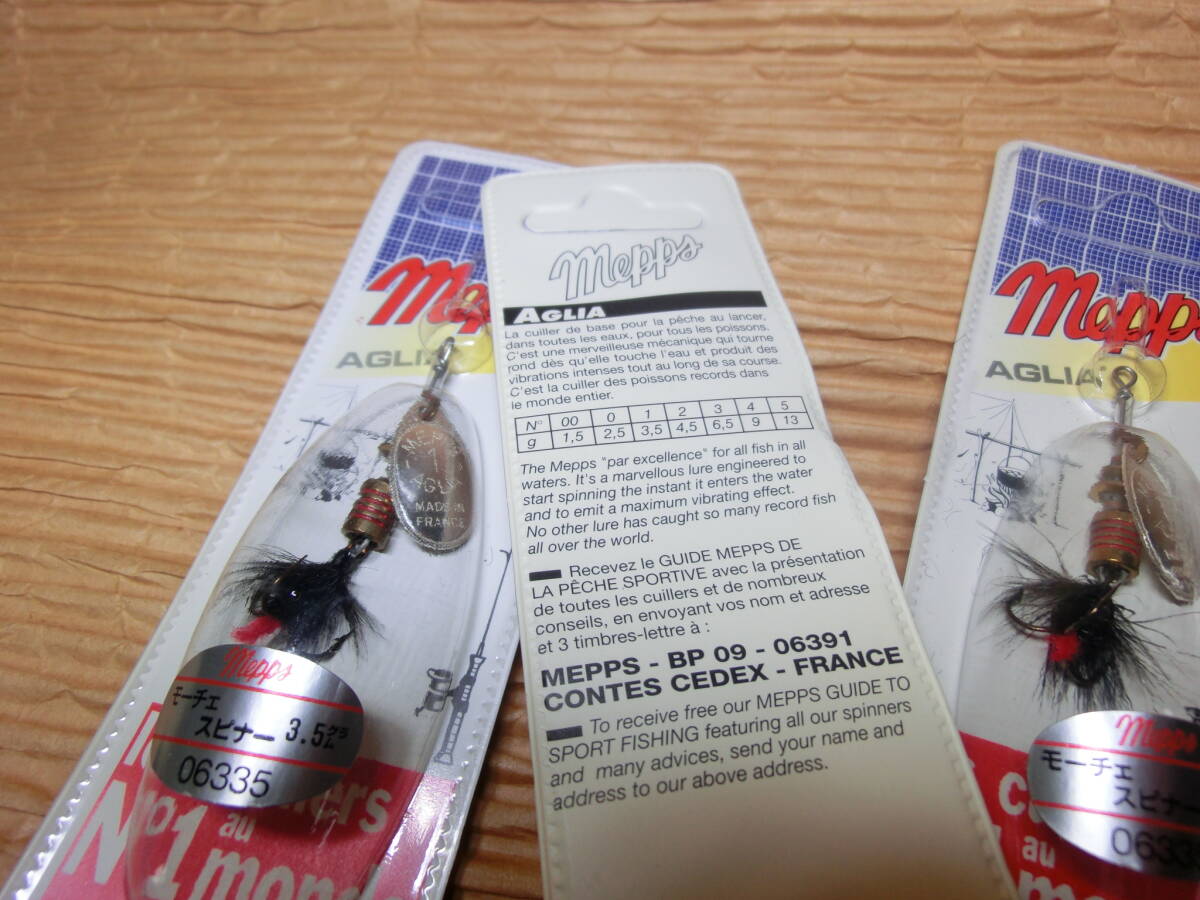 Mepps
AGLIA
MEPPS
1
AGLIA
MADE IN
FRANCE
Mepps
モーチェ
スピナー 3.5グラム
06335
N°1
au
Mepps
AGLIA
La cuiller de base pour la pêche au lancer,
dans toutes les eaux, pour tous les poissons.
C'est une merveilleuse mécanique qui tourne
rond dès qu'elle touche l'eau et produit des
vibrations intenses tout au long de sa course.
C'est la cuiller des poissons records dans
le monde entier.
N° 00 0 1 2 3 4 5
g 1,5 2,5 3,5 4,5 6,5 9 13
The Mepps "par excellence" for all fish in all
waters. It's a marvellous lure engineered to
start spinning the instant it enters the water
and to emit a maximum vibrating effect.
No other lure has caught so many record fish
all over the world.
Recevez le GUIDE MEPPS DE
LA PÊCHE SPORTIVE avec la présentation
de toutes les cuillers et de nombreux
conseils, en envoyant vos nom et adresse
et 3 timbres-lettre à :
MEPPS - BP 09 - 06391
CONTES CEDEX - FRANCE
To receive free our MEPPS GUIDE TO
SPORT FISHING featuring all our spinners
and many advices, send your name and
address to our above address.
Mepps
AGLIA
Mepps
モーチェ
スピナー
au